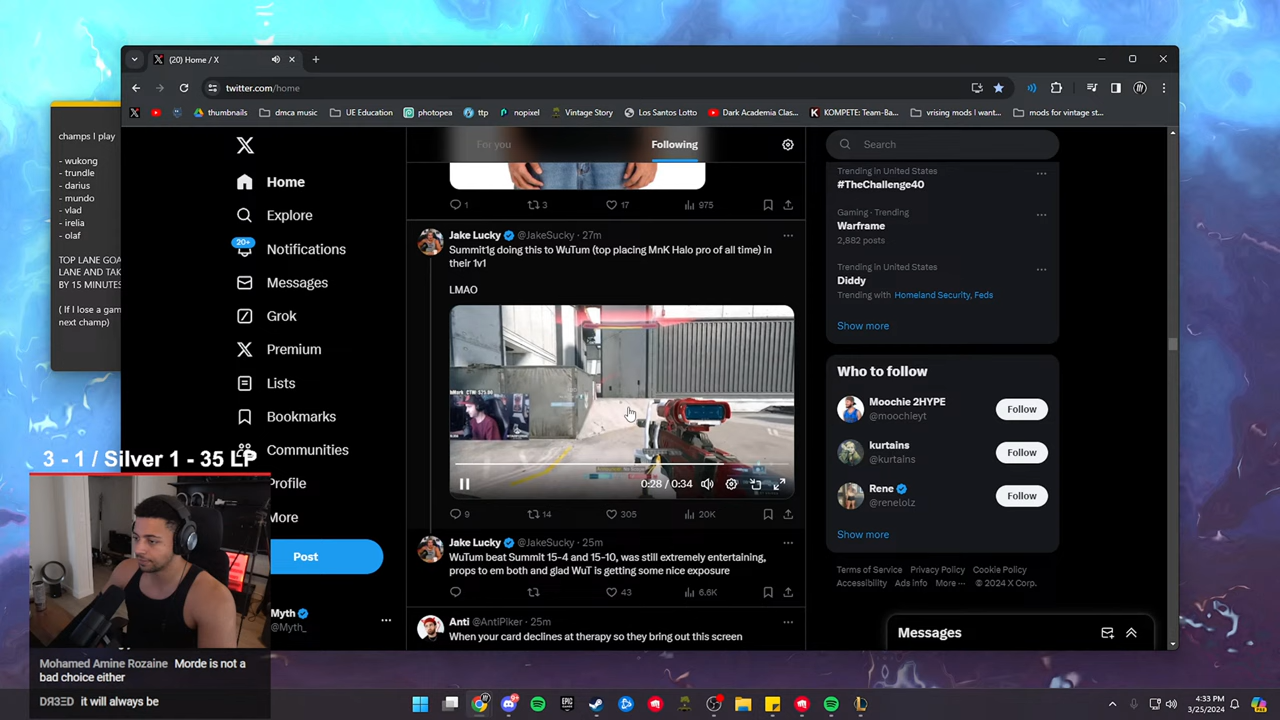 (20) Home / X
twitter.com/home
thumbnails
dmca music
UE Education
photopea
ttp
nopixel
Vintage Story
Los Santos Lotto
Dark Academia Clas...
KOMPETE: Team-Ba...
vrising mods I want...
mods for vintage st...
champs I play
- wukong
- trundle
- darius
- mundo
- vlad
- irelia
- olaf
TOP LANE GOA
LANE AND TAK
BY 15 MINUTES
( If I lose a gam
next champ)
Home
Explore
20+
Notifications
Messages
Grok
Premium
Lists
Bookmarks
Communities
Profile
More
Post
Myth
@Myth_
For you
Following
1
3
17
975
Jake Lucky @JakeSucky · 27m
Summit1g doing this to WuTum (top placing MnK Halo pro of all time) in
their 1v1
LMAO
0:28 / 0:34
9
14
305
20K
Jake Lucky @JakeSucky · 25m
WuTum beat Summit 15-4 and 15-10, was still extremely entertaining,
props to em both and glad WuT is getting some nice exposure
43
6.6K
Anti @AntiPiker · 25m
When your card declines at therapy so they bring out this screen
Search
Trending in United States
#TheChallenge40
Gaming · Trending
Warframe
2,882 posts
Trending in United States
Diddy
Trending with Homeland Security, Feds
Show more
Who to follow
Moochie 2HYPE
@moochieyt
Follow
kurtains
@kurtains
Follow
Rene
@renelolz
Follow
Show more
Terms of Service Privacy Policy Cookie Policy
Accessibility Ads info More ··· © 2024 X Corp.
Messages
3 - 1 / Silver 1 - 35 LP
Mohamed Amine Rozaine Morde is not a
bad choice either
DЯ3ED it will always be
4:33 PM
3/25/2024